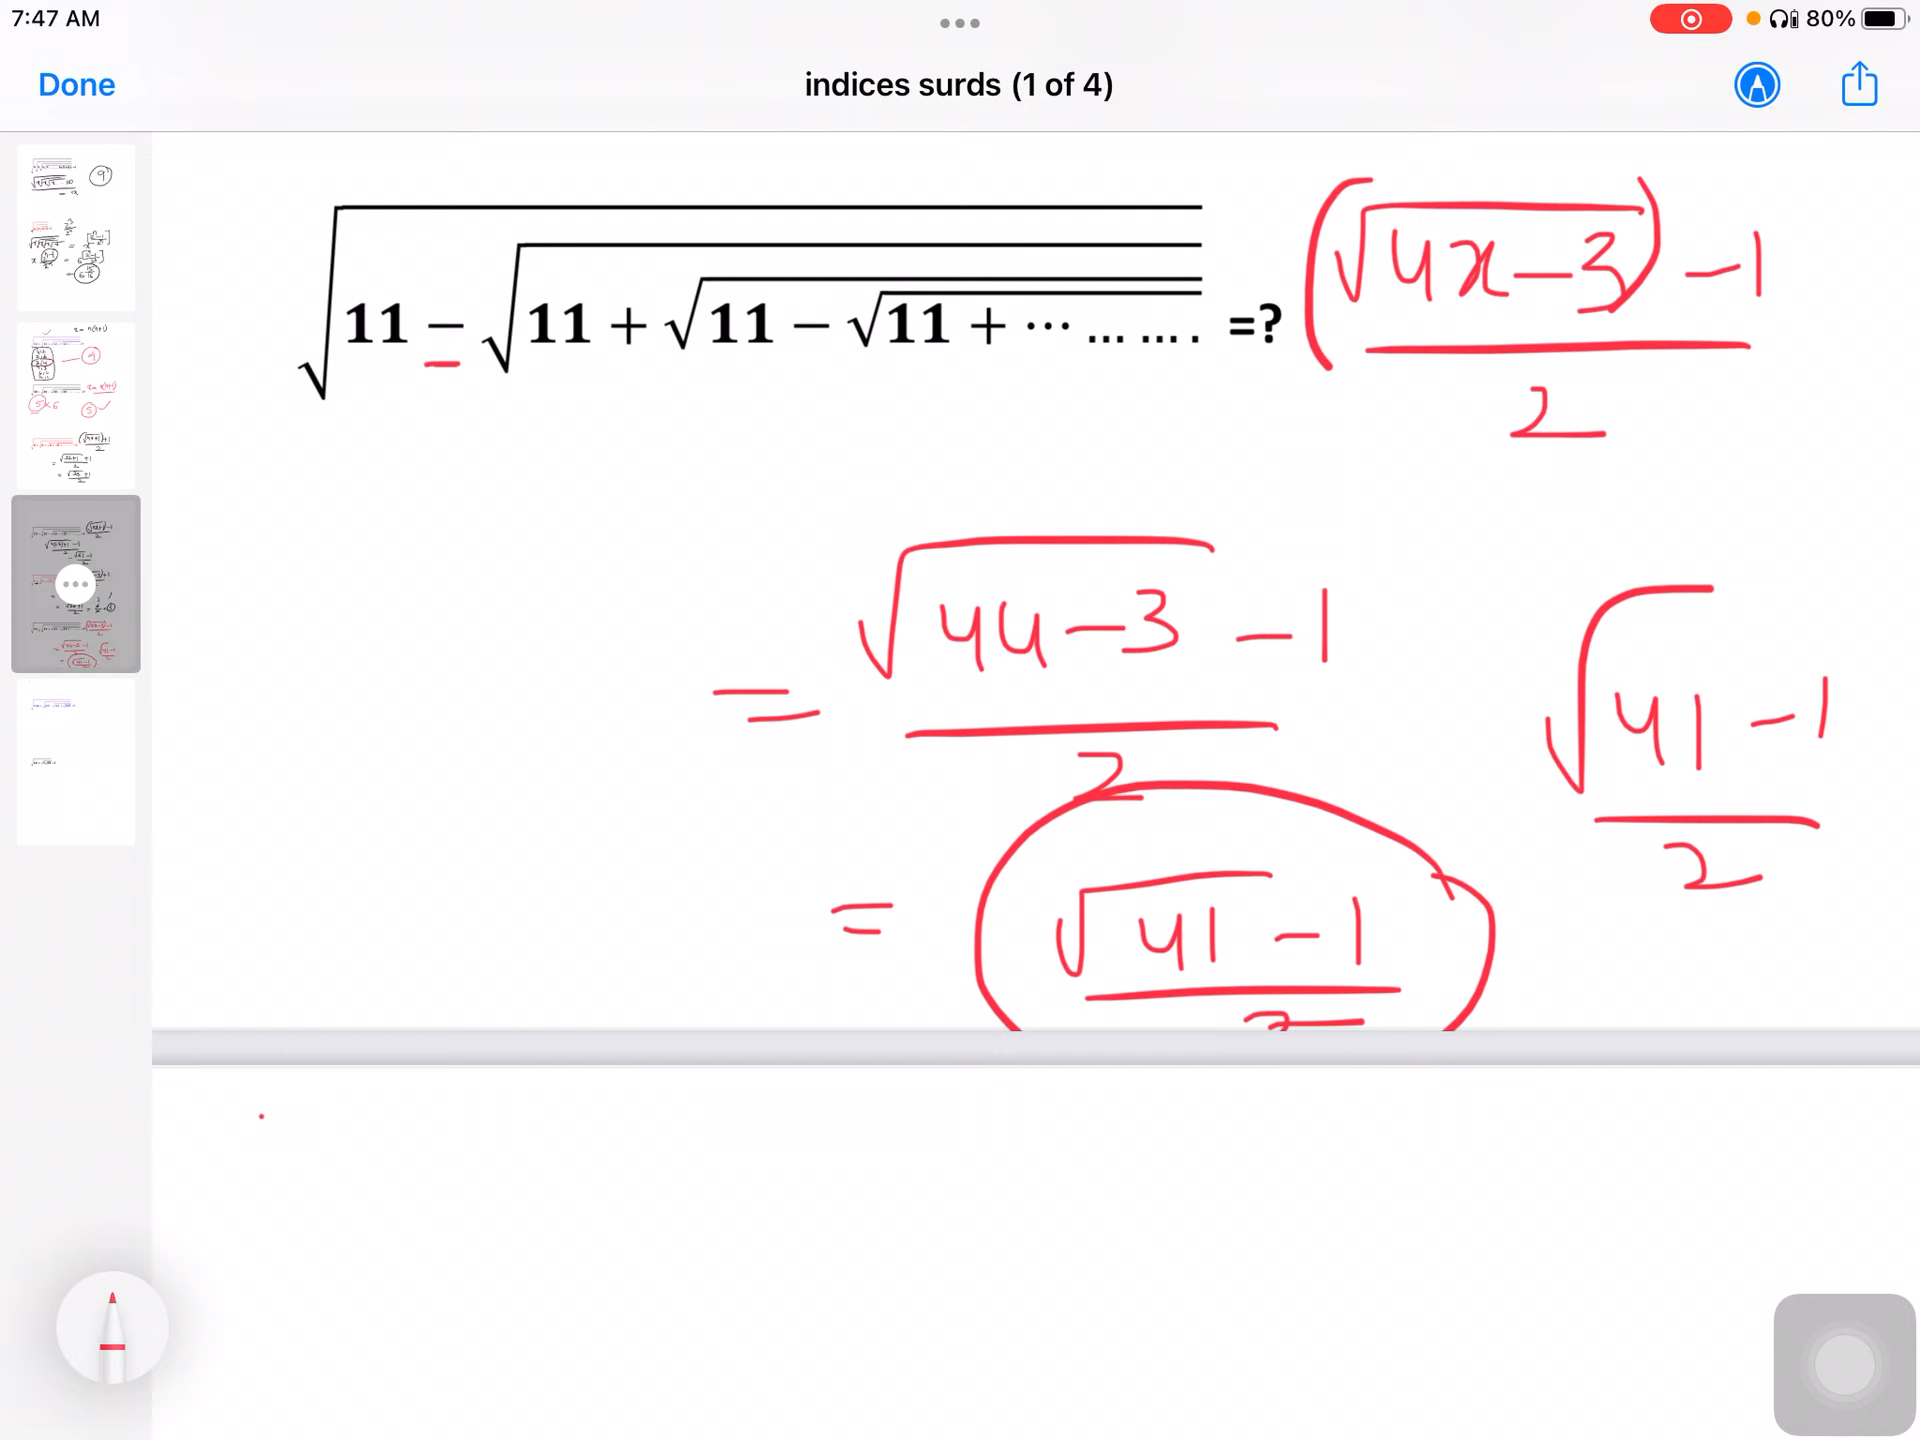 7:47 AM
80%
Done
indices surds (1 of 4)
√(11 − √(11 + √(11 − √(11 + ⋯ … … . =? (√(4x−3)) −1
2
= √(44−3) −1
2
√41 −1
2
= √41 −1
2